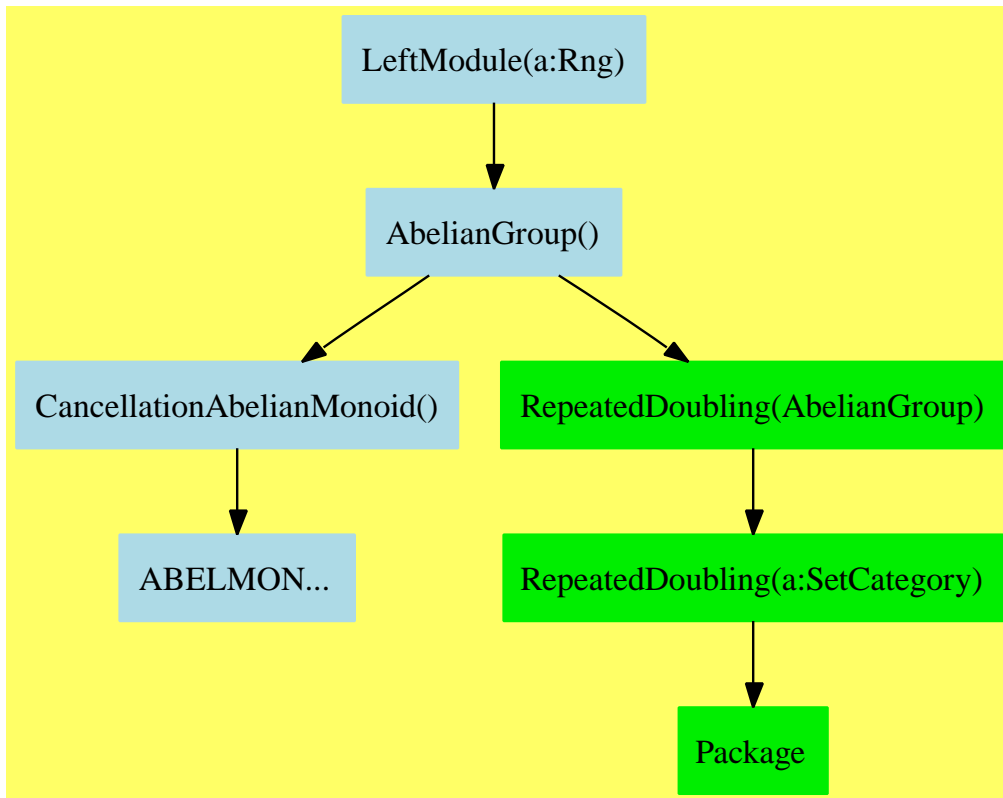 LeftModule(a:Rng)
AbelianGroup()
CancellationAbelianMonoid()
RepeatedDoubling(AbelianGroup)
ABELMON...
RepeatedDoubling(a:SetCategory)
Package